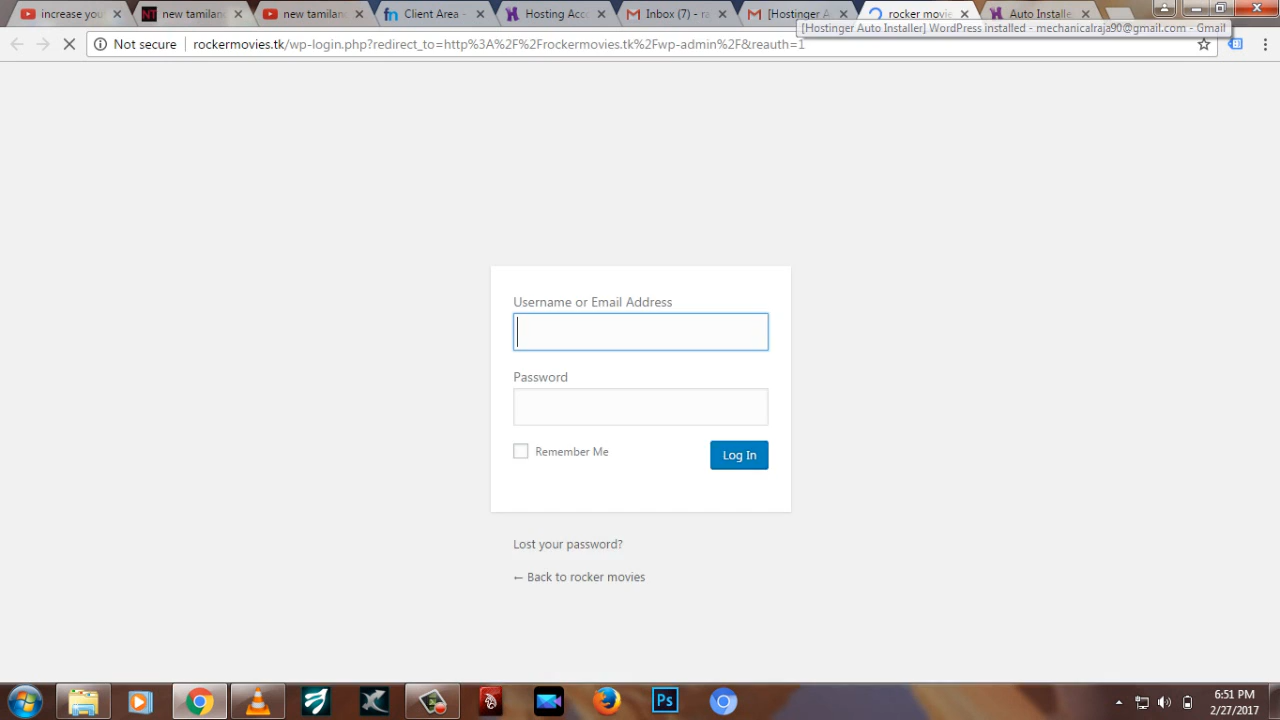 increase you
new tamilan
new tamilan
Client Area -
Hosting Acc
Inbox (7) - ra
[Hostinger A
rocker movie
Auto Installe
[Hostinger Auto Installer] WordPress installed - mechanicalraja90@gmail.com - Gmail
Not secure
rockermovies.tk/wp-login.php?redirect_to=http%3A%2F%2Frockermovies.tk%2Fwp-admin%2F&reauth=1
Username or Email Address
Password
Remember Me
Log In
Lost your password?
← Back to rocker movies
Ps
6:51 PM
2/27/2017